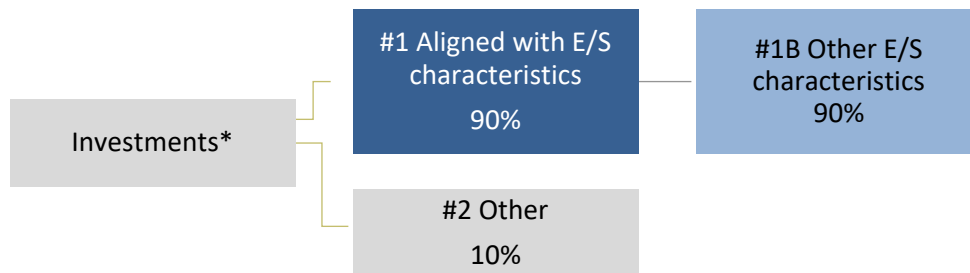 Investments*
#1 Aligned with E/S
characteristics
90%
#1B Other E/S
characteristics
90%
#2 Other
10%